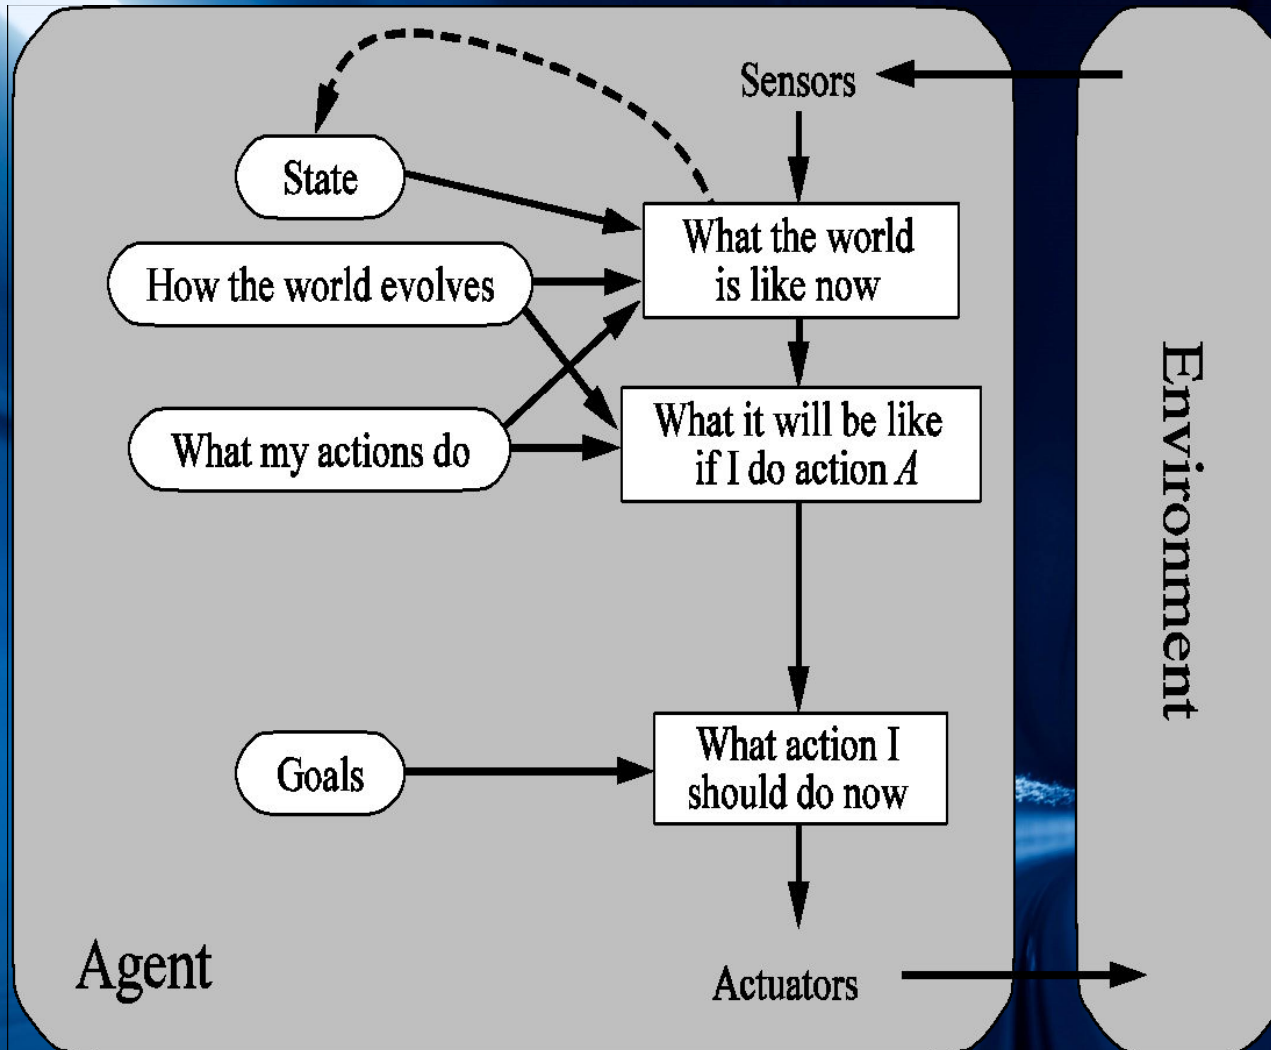 Sensors
State
What the world
is like now
How the world evolves
What it will be like
if I do action A
What my actions do
Environment
Goals
What action I
should do now
Agent
Actuators